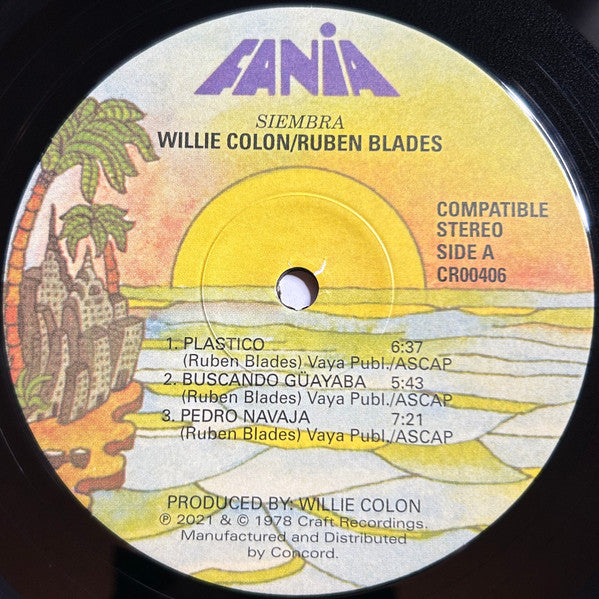 FANIA
SIEMBRA
WILLIE COLON/RUBEN BLADES
COMPATIBLE
STEREO
SIDE A
CR00406
1. PLASTICO 6:37
(Ruben Blades) Vaya Publ./ASCAP
2. BUSCANDO GÜAYABA 5:43
(Ruben Blades) Vaya Publ./ASCAP
3. PEDRO NAVAJA 7:21
(Ruben Blades) Vaya Publ./ASCAP
PRODUCED BY: WILLIE COLON
℗ 2021 & © 1978 Craft Recordings.
Manufactured and Distributed
by Concord.